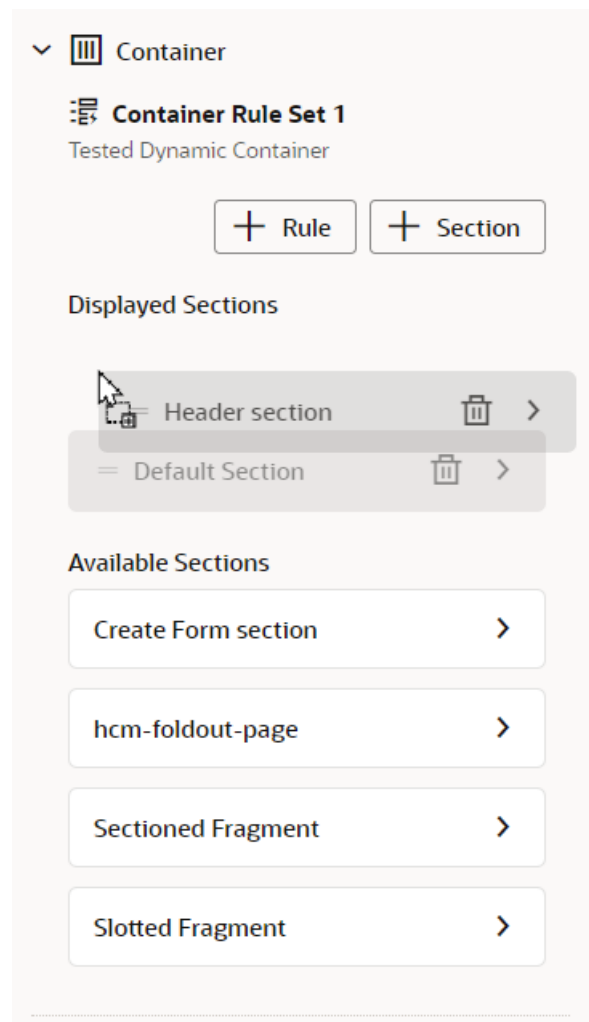 Container
Container Rule Set 1
Tested Dynamic Container
Rule
Section
Displayed Sections
Header section
Default Section
Available Sections
Create Form section
hcm-foldout-page
Sectioned Fragment
Slotted Fragment